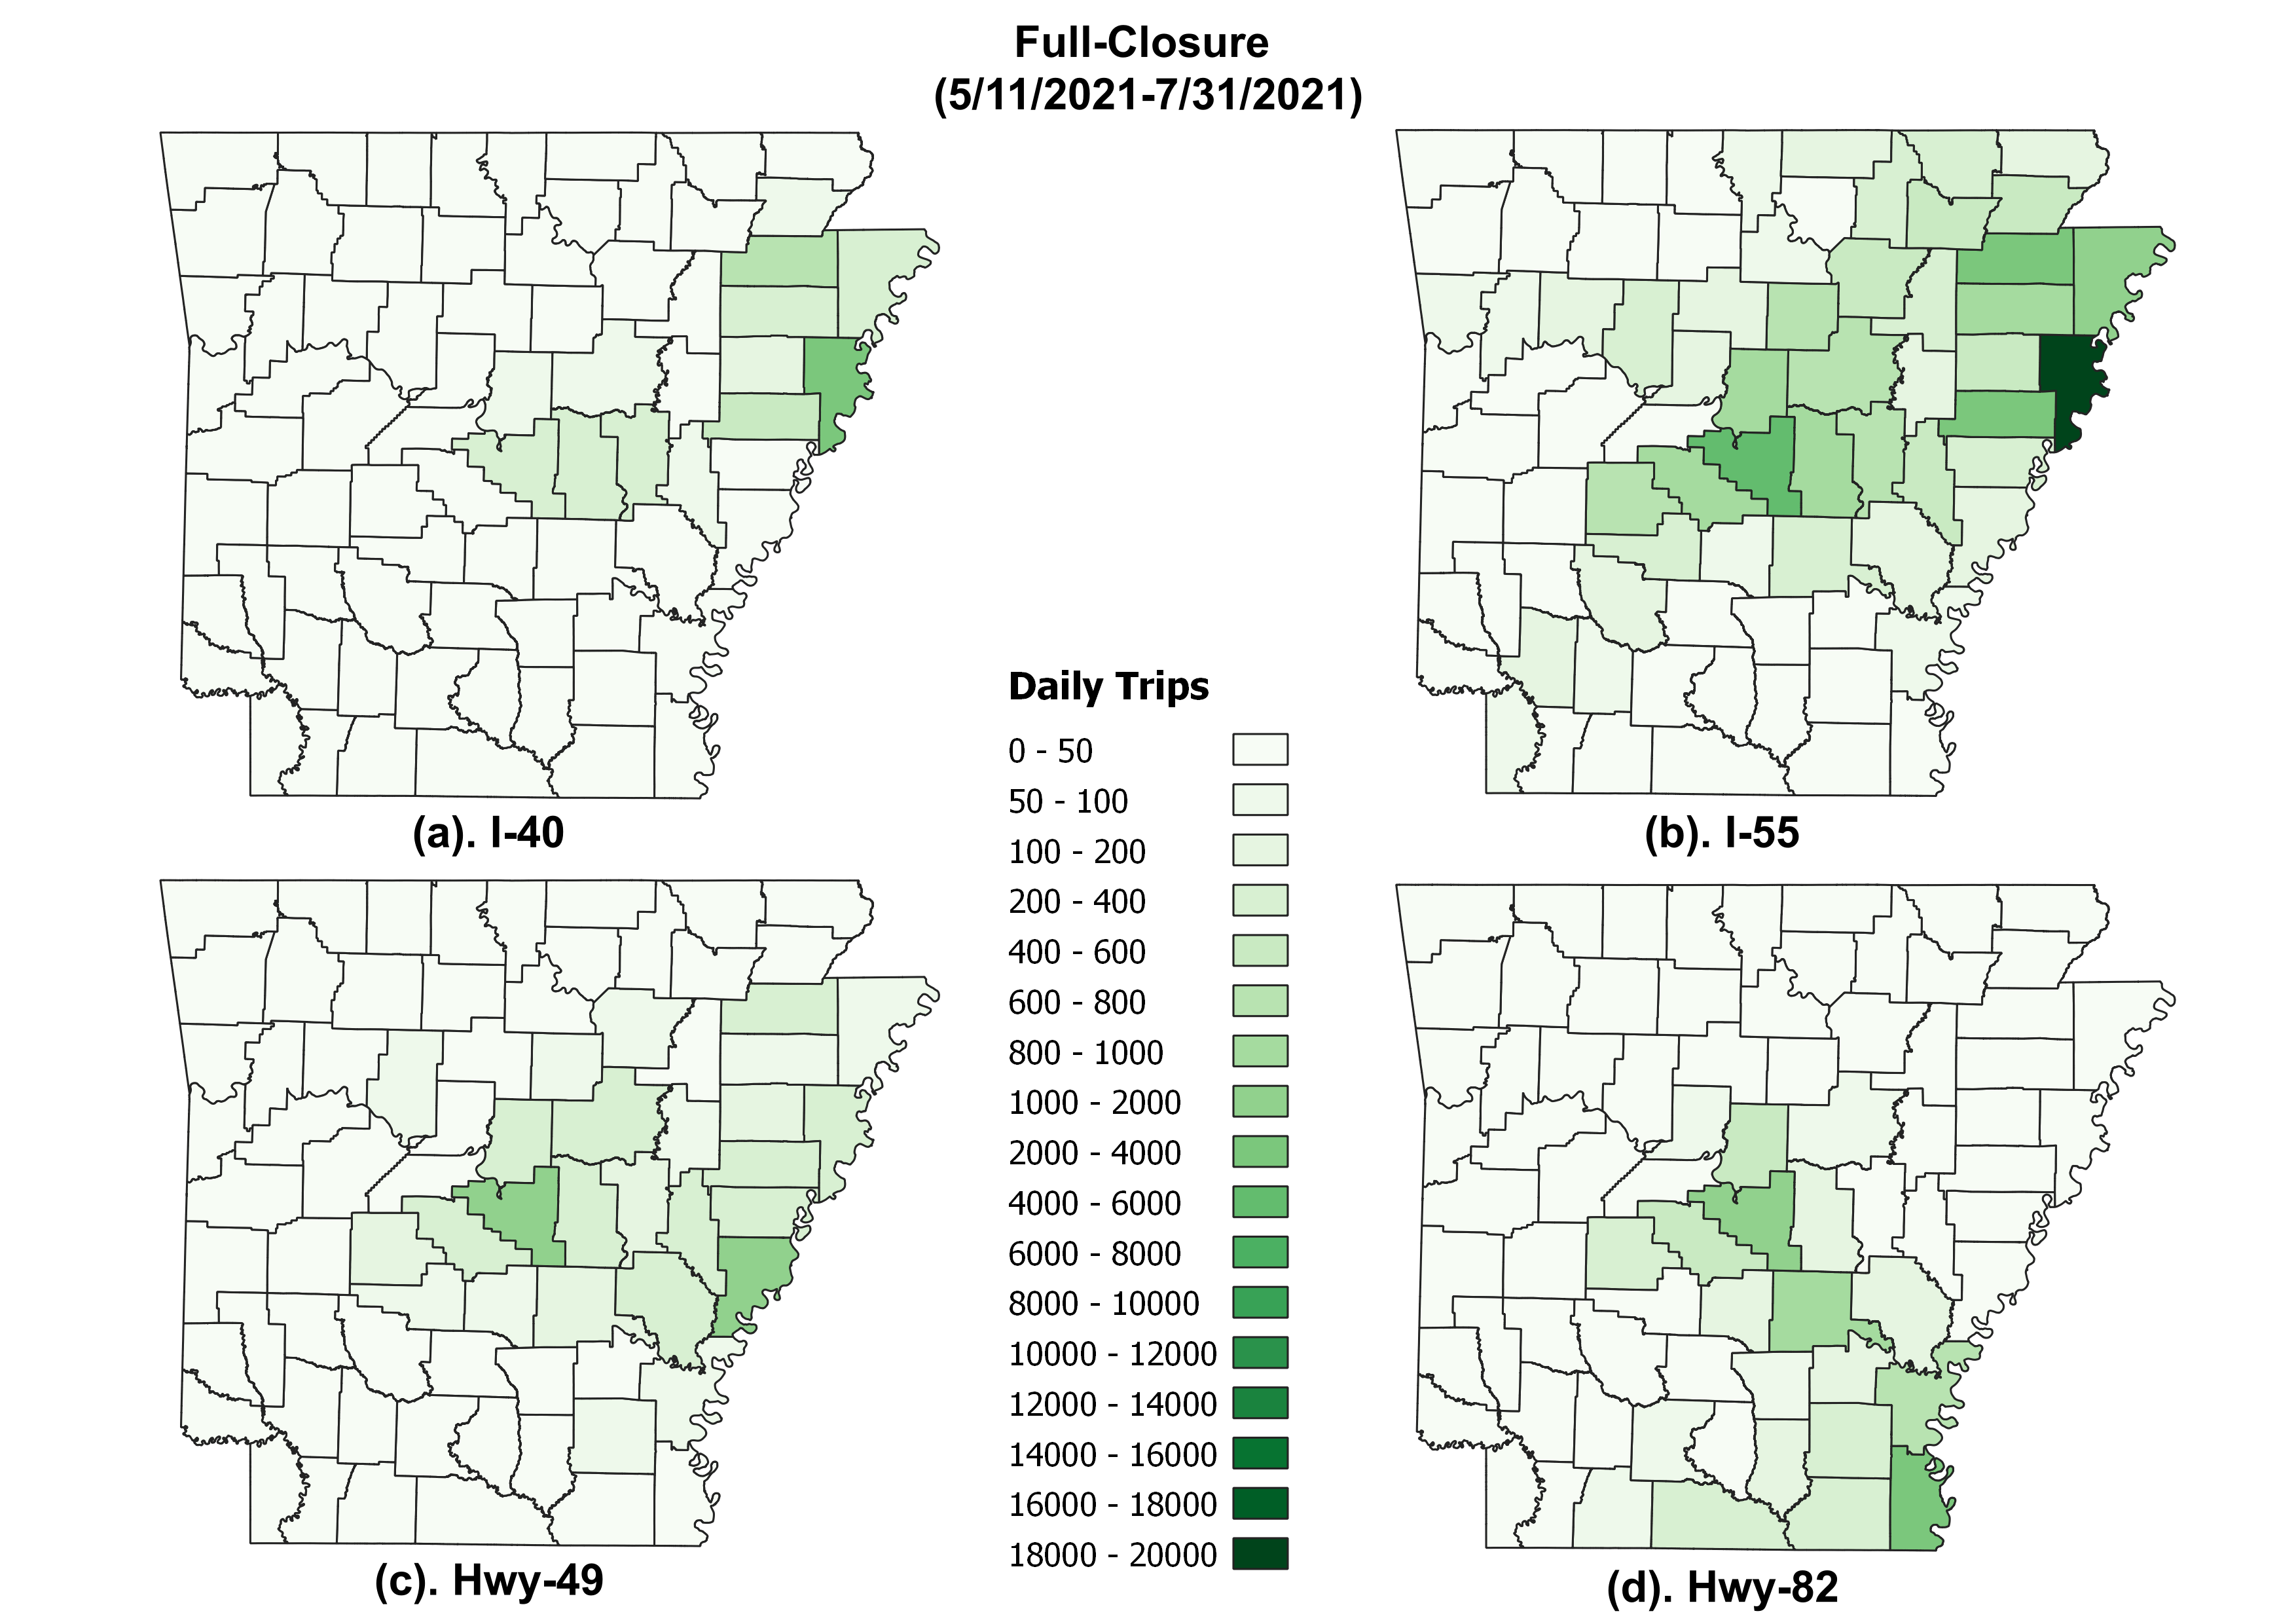 Full-Closure
(5/11/2021-7/31/2021)
(a). I-40
(b). I-55
Daily Trips
0 - 50
50 - 100
100 - 200
200 - 400
400 - 600
600 - 800
800 - 1000
1000 - 2000
2000 - 4000
4000 - 6000
6000 - 8000
8000 - 10000
10000 - 12000
12000 - 14000
14000 - 16000
16000 - 18000
18000 - 20000
(c). Hwy-49
(d). Hwy-82